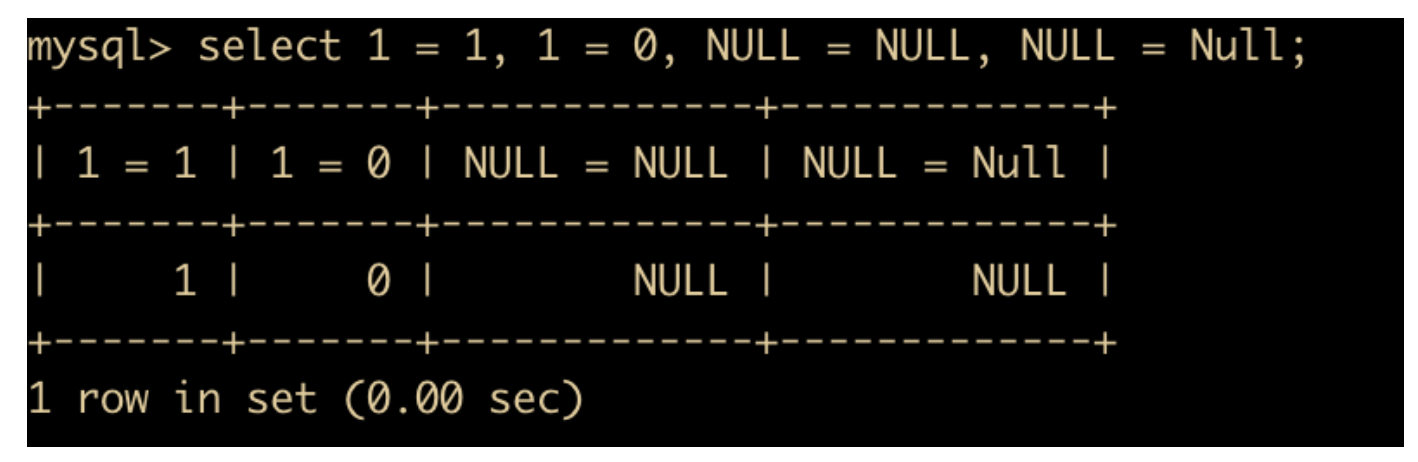 mysql> select 1 = 1, 1 = 0, NULL = NULL, NULL = Null;
+-------+-------+-------------+-------------+
| 1 = 1 | 1 = 0 | NULL = NULL | NULL = Null |
+-------+-------+-------------+-------------+
|     1 |     0 |        NULL |        NULL |
+-------+-------+-------------+-------------+
1 row in set (0.00 sec)